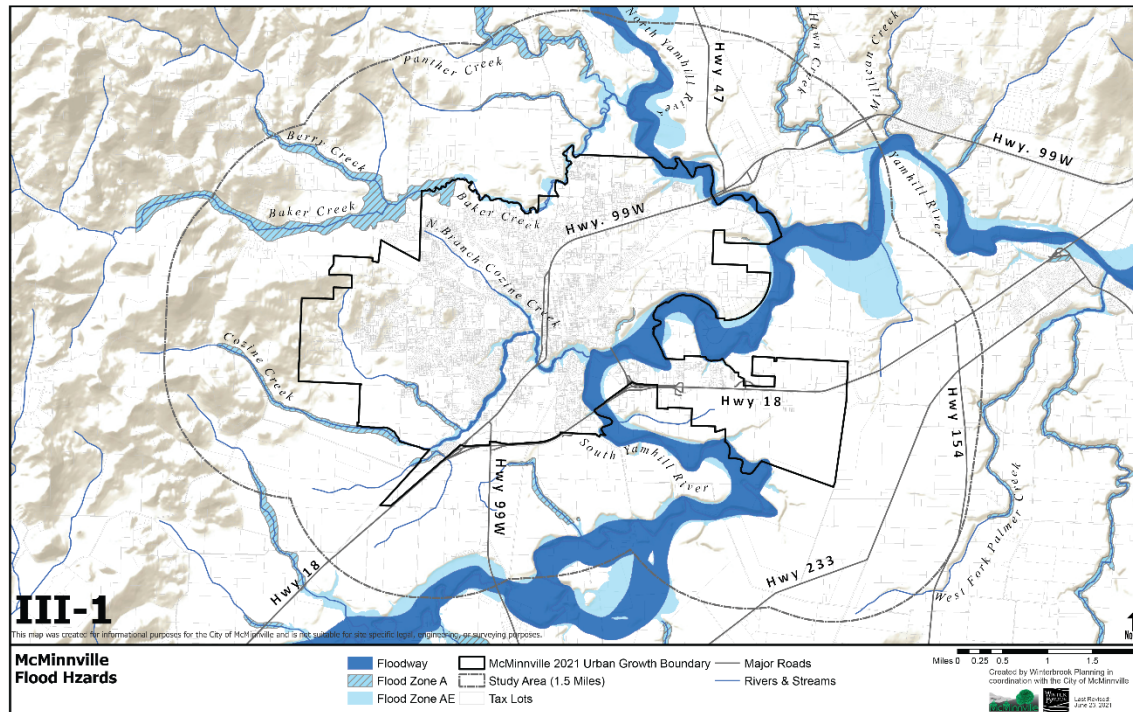 Panther Creek
North Yamhill River
Hwy 47
Hawn Creek
Millican Creek
Hwy. 99W
Berry Creek
Baker Creek
Baker Creek
Hwy. 99W
Yamhill River
N. Branch Cozine Creek
Cozine Creek
Hwy 18
Hwy 154
South Yamhill River
Hwy 99W
Hwy 18
Hwy 233
West Fork Palmer Creek
III-1
This map was created for informational purposes for the City of McMinnville and is not suitable for site specific legal, engineering, or surveying purposes.
No
McMinnville
Flood Hzards
Floodway
Flood Zone A
Flood Zone AE
McMinnville 2021 Urban Growth Boundary
Study Area (1.5 Miles)
Tax Lots
Major Roads
Rivers & Streams
Miles 0 0.25 0.5 1 1.5
Created by Winterbrook Planning in
coordination with the City of McMinnville
Last Revised
June 23, 2021